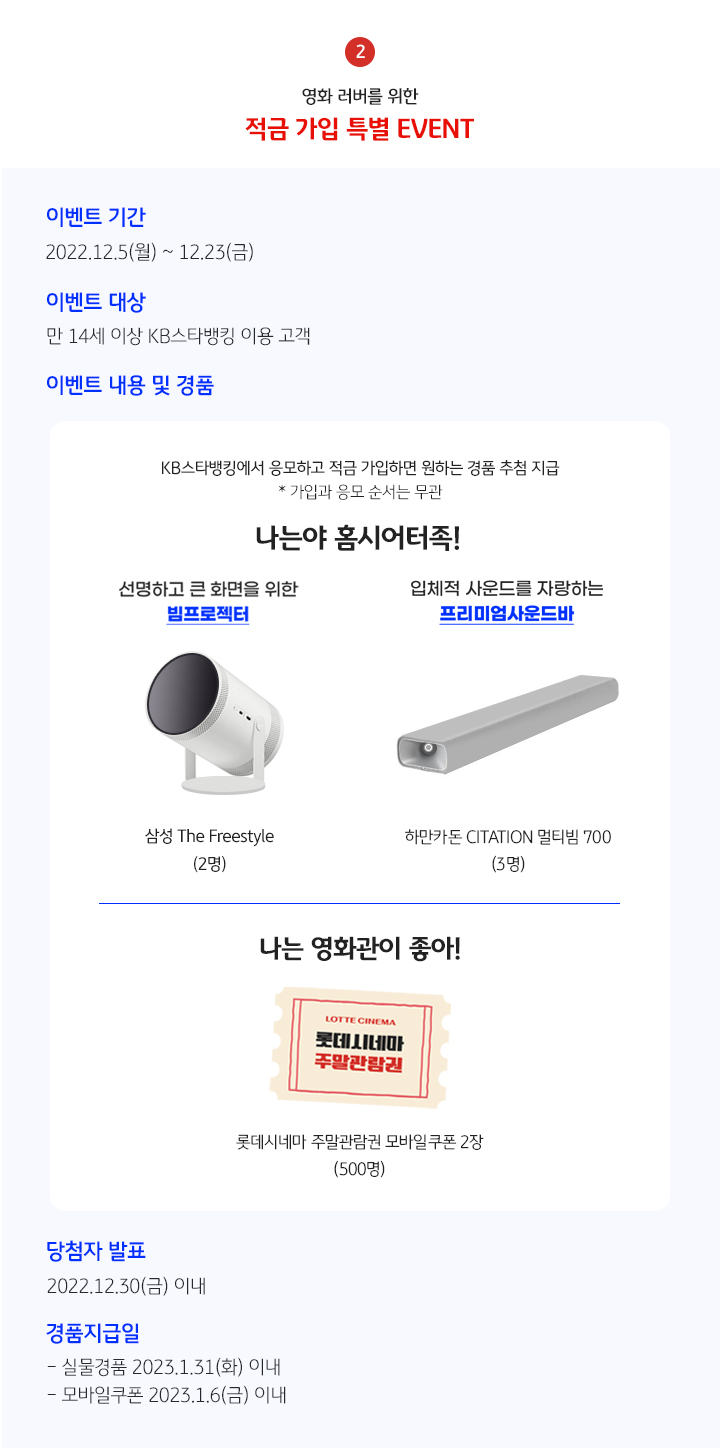 2
영화 러버를 위한
적금 가입 특별 EVENT
이벤트 기간
2022.12.5(월) ~ 12.23(금)
이벤트 대상
만 14세 이상 KB스타뱅킹 이용 고객
이벤트 내용 및 경품
KB스타뱅킹에서 응모하고 적금 가입하면 원하는 경품 추첨 지급
* 가입과 응모 순서는 무관
나는야 홈시어터족!
선명하고 큰 화면을 위한
빔프로젝터
입체적 사운드를 자랑하는
프리미엄사운드바
삼성 The Freestyle
(2명)
하만카돈 CITATION 멀티빔 700
(3명)
나는 영화관이 좋아!
LOTTE CINEMA
롯데시네마
주말관람권
롯데시네마 주말관람권 모바일쿠폰 2장
(500명)
당첨자 발표
2022.12.30(금) 이내
경품지급일
- 실물경품 2023.1.31(화) 이내
- 모바일쿠폰 2023.1.6(금) 이내